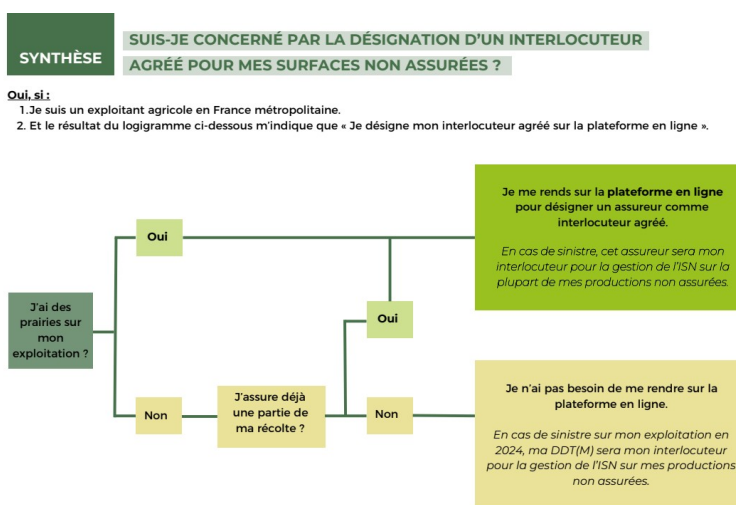 SYNTHÈSE
SUIS-JE CONCERNÉ PAR LA DÉSIGNATION D'UN INTERLOCUTEUR
AGRÉÉ POUR MES SURFACES NON ASSURÉES ?
Oui, si :
1.Je suis un exploitant agricole en France métropolitaine.
2. Et le résultat du logigramme ci-dessous m'indique que « Je désigne mon interlocuteur agréé sur la plateforme en ligne ».
Je me rends sur la plateforme en ligne
pour désigner un assureur comme
interlocuteur agréé.
En cas de sinistre, cet assureur sera mon
interlocuteur pour la gestion de l'ISN sur la
plupart de mes productions non assurées.
Oui
J'ai des
prairies sur
mon
exploitation ?
Oui
Non
J'assure déjà
une partie de
ma récolte ?
Non
Je n'ai pas besoin de me rendre sur la
plateforme en ligne.
En cas de sinistre sur mon exploitation en
2024, ma DDT(M) sera mon interlocuteur
pour la gestion de l'ISN sur mes productions
non assurées.